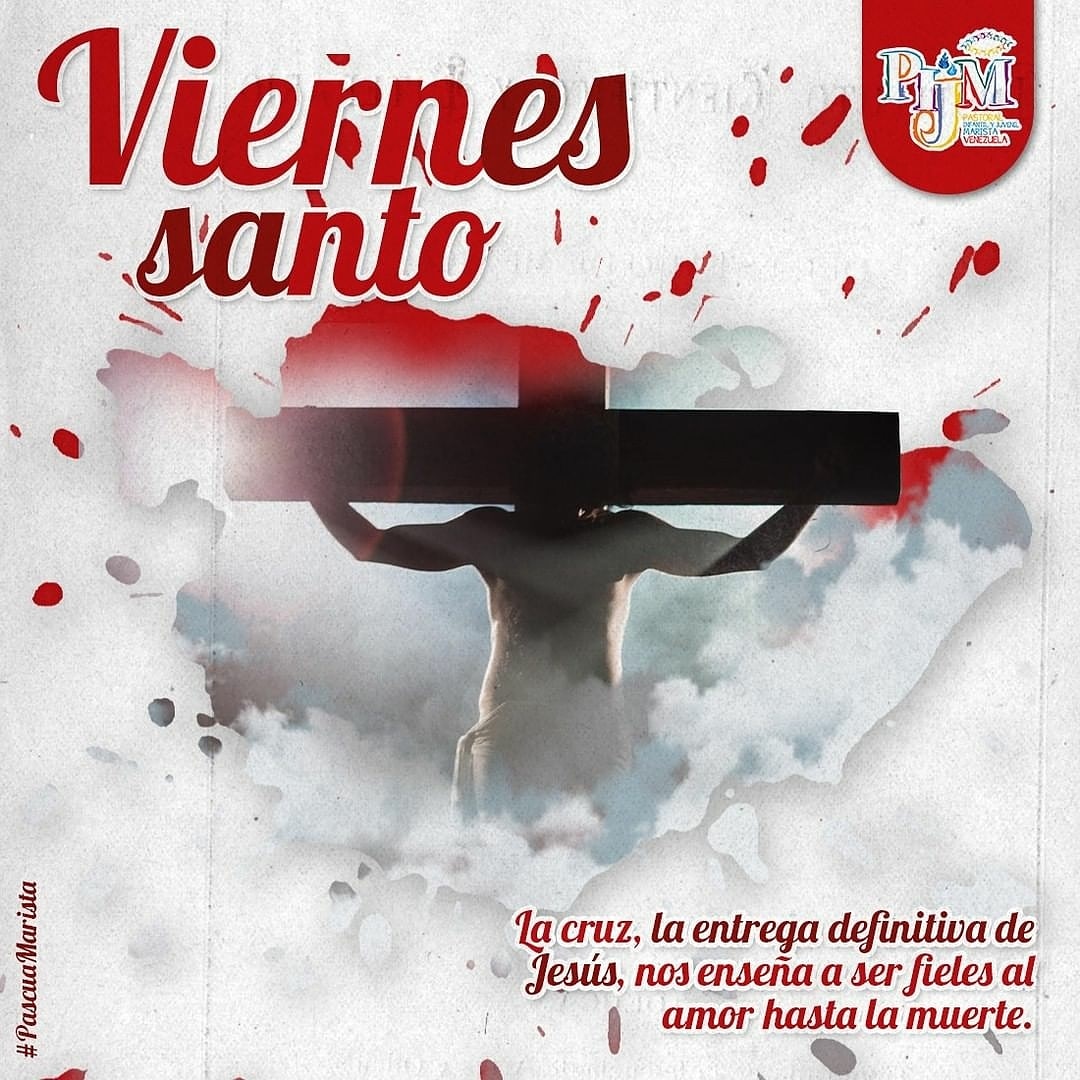 Viernes
santo
PIJM
PASTORAL
INFANTIL Y JUVENIL
MARISTA
VENEZUELA
La cruz, la entrega definitiva de
Jesús, nos enseña a ser fieles al
amor hasta la muerte.
#PascuaMarista